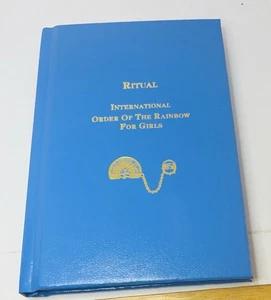 RITUAL
INTERNATIONAL
ORDER OF THE RAINBOW
FOR GIRLS